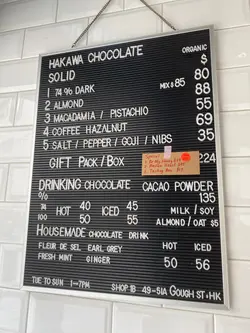 HAKAWA CHOCOLATE ORGANIC
SOLID $
1 74% DARK MIX:85 80
2 ALMOND 88
3 MACADAMIA / PISTACHIO 55
4 COFFEE HAZALNUT 69
5 SALT / PEPPER / GOJI / NIBS 35
GIFT PACK/BOX 224
DRINKING CHOCOLATE CACAO POWDER
% 135
74 HOT 40 ICED 45 MILK / SOY
100 50 55 ALMOND / OAT $5
HOUSEMADE CHOCOLATE DRINK
FLEUR DE SEL EARL GREY HOT ICED
FRESH MINT GINGER 50 56
TUE TO SUN 1-7PM SHOP 1B 49-51A GOUGH ST HK